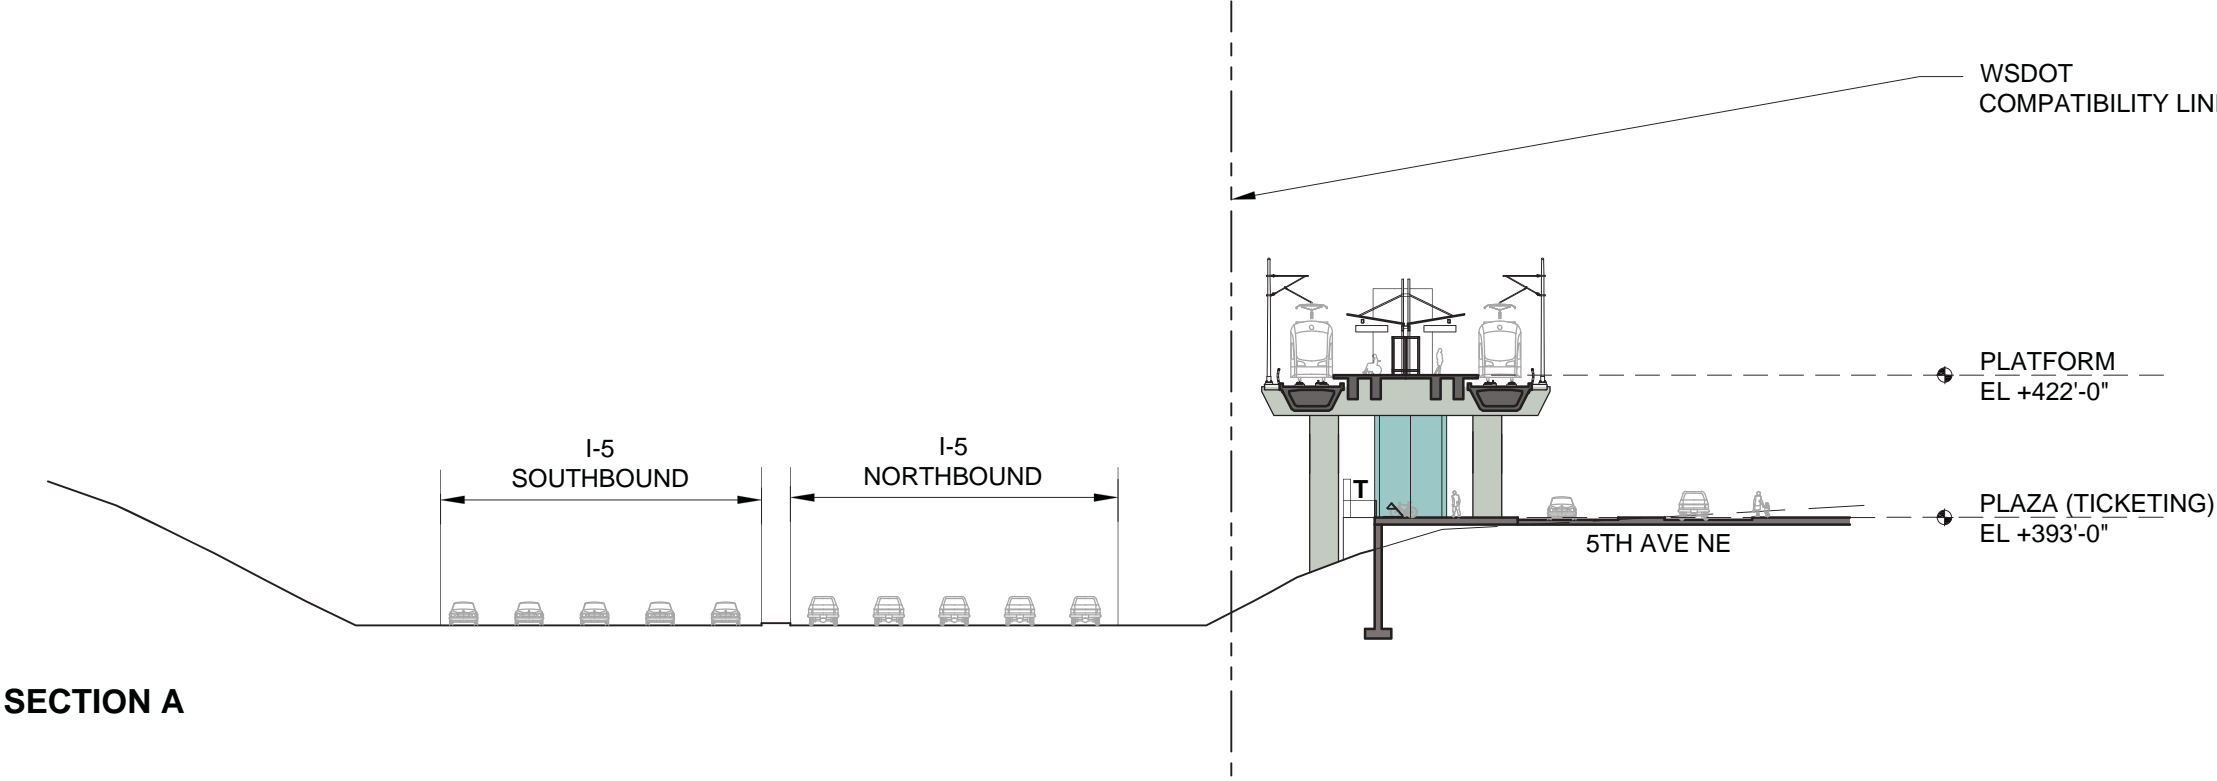 WSDOT
COMPATIBILITY LIN
PLATFORM
EL +422'-0"
I-5
SOUTHBOUND
I-5
NORTHBOUND
T
PLAZA (TICKETING)
EL +393'-0"
5TH AVE NE
SECTION A